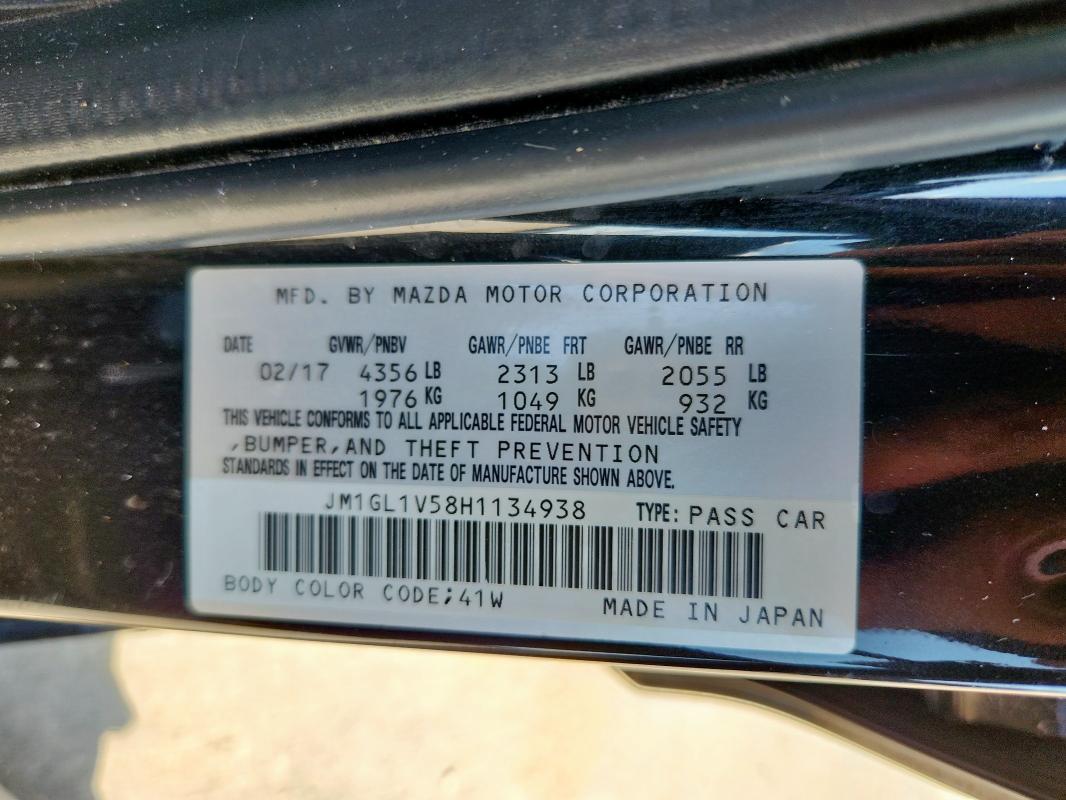 MFD. BY MAZDA MOTOR CORPORATION
DATE GVWR/PNBV GAWR/PNBE FRT GAWR/PNBE RR
02/17 4356 LB 2313 LB 2055 LB
1976 KG 1049 KG 932 KG
THIS VEHICLE CONFORMS TO ALL APPLICABLE FEDERAL MOTOR VEHICLE SAFETY
,BUMPER,AND THEFT PREVENTION
STANDARDS IN EFFECT ON THE DATE OF MANUFACTURE SHOWN ABOVE.
JM1GL1V58H1134938 TYPE: PASS CAR
BODY COLOR CODE;41W MADE IN JAPAN